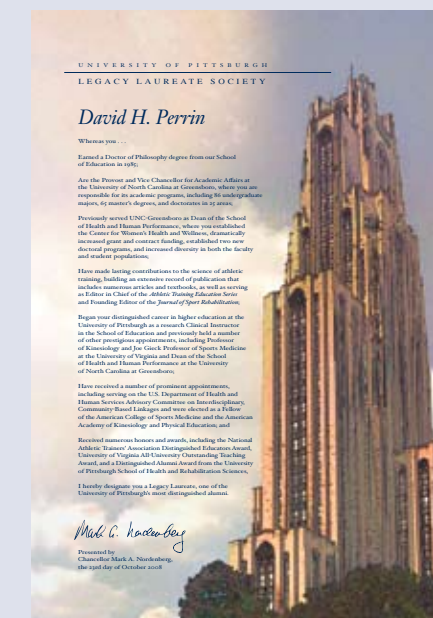 UNIVERSITY OF PITTSBURGH
LEGACY LAUREATE SOCIETY
David H. Perrin
Whereas you . . .
Earned a Doctor of Philosophy degree from our School
of Education in 1985;
Are the Provost and Vice Chancellor for Academic Affairs at
the University of North Carolina at Greensboro, where you are
responsible for its academic programs, including 86 undergraduate
majors, 65 master's degrees, and doctorates in 25 areas;
Previously served UNC-Greensboro as Dean of the School
of Health and Human Performance, where you established
the Center for Women's Health and Wellness, dramatically
increased grant and contract funding, established two new
doctoral programs, and increased diversity in both the faculty
and student populations;
Have made lasting contributions to the science of athletic
training, building an extensive record of publication that
includes numerous articles and textbooks, as well as serving
as Editor in Chief of the Athletic Training Education Series
and Founding Editor of the Journal of Sport Rehabilitation;
Began your distinguished career in higher education at the
University of Pittsburgh as a research Clinical Instructor
in the School of Education and previously held a number
of other prestigious appointments, including Professor
of Kinesiology and Joe Gieck Professor of Sports Medicine
at the University of Virginia and Dean of the School
of Health and Human Performance at the University
of North Carolina at Greensboro;
Have received a number of prominent appointments,
including serving on the U.S. Department of Health and
Human Services Advisory Committee on Interdisciplinary,
Community-Based Linkages and were elected as a Fellow
of the American College of Sports Medicine and the American
Academy of Kinesiology and Physical Education; and
Received numerous honors and awards, including the National
Athletic Trainers' Association Distinguished Educators Award,
University of Virginia All-University Outstanding Teaching
Award, and a Distinguished Alumni Award from the University
of Pittsburgh School of Health and Rehabilitation Sciences,
I hereby designate you a Legacy Laureate, one of the
University of Pittsburgh's most distinguished alumni.
Mark A. Nordenberg
Presented by
Chancellor Mark A. Nordenberg,
the 23rd day of October 2008